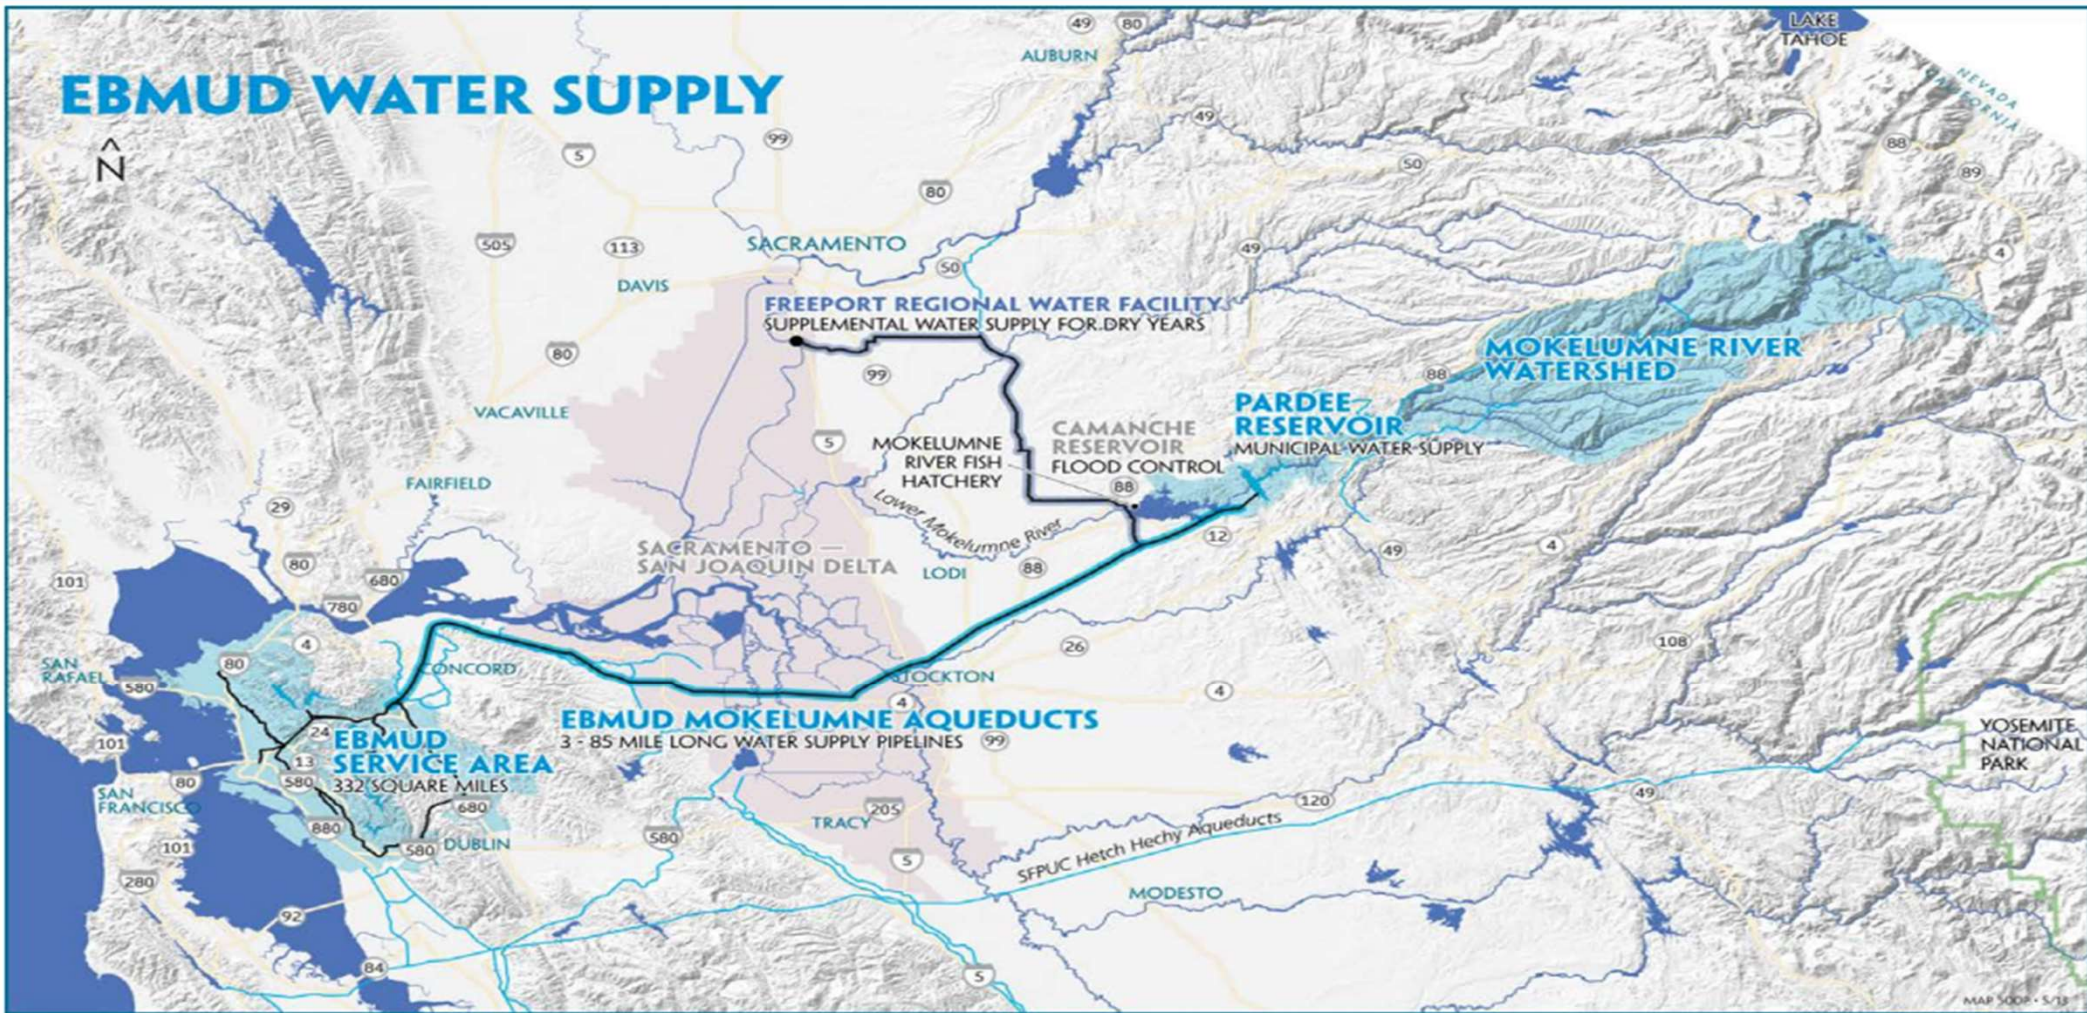 LAKE
TAHOE
49
80
AUBURN
NEVADA
CALIFORNIA
EBMUD WATER SUPPLY
N
5
99
49
50
88
89
80
505
113
SACRAMENTO
50
49
4
DAVIS
FREEPORT REGIONAL WATER FACILITY
SUPPLEMENTAL WATER SUPPLY FOR DRY YEARS
80
99
MOKELUMNE RIVER
WATERSHED
88
VACAVILLE
5
PARDEE
RESERVOIR
MUNICIPAL WATER SUPPLY
CAMANCHE
RESERVOIR
FLOOD CONTROL
MOKELUMNE
RIVER FISH
HATCHERY
88
FAIRFIELD
29
Lower Mokelumne River
12
49
4
SACRAMENTO —
SAN JOAQUIN DELTA
LODI
88
101
80
680
780
4
26
108
SAN
RAFAEL
80
580
CONCORD
STOCKTON
4
4
EBMUD MOKELUMNE AQUEDUCTS
3 - 85 MILE LONG WATER SUPPLY PIPELINES
99
YOSEMITE
NATIONAL
PARK
101
24
EBMUD
SERVICE AREA
332 SQUARE MILES
13
580
80
SAN
FRANCISCO
680
880
TRACY
205
120
49
SFPUC Hetch Hechy Aqueducts
101
580
DUBLIN
580
5
280
MODESTO
92
84
5
MAP 500P • 5/13